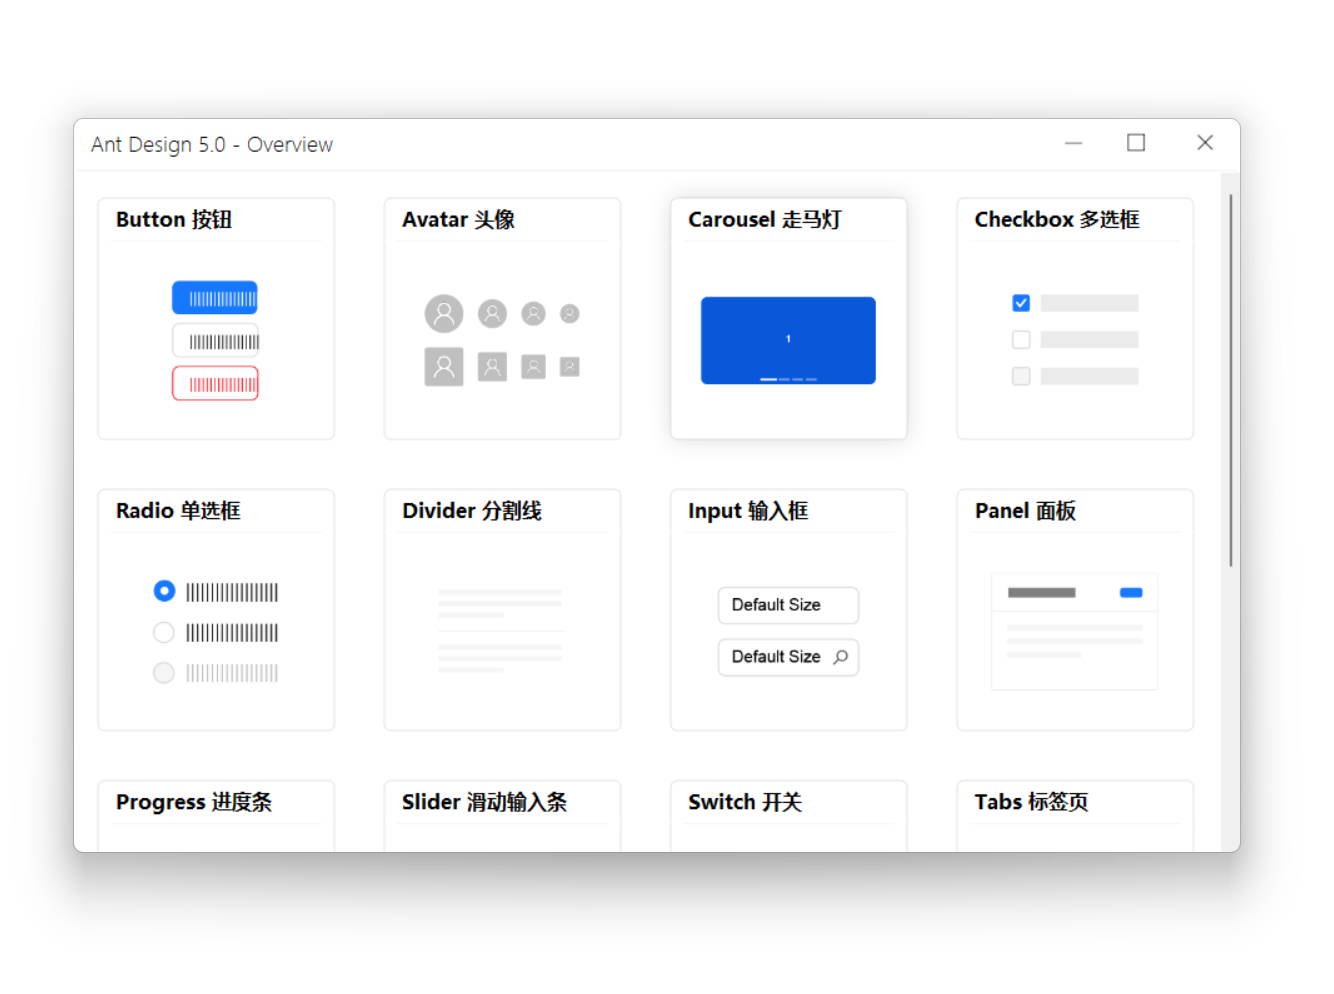 Ant Design 5.0 - Overview
Button 按钮
Avatar 头像
Carousel 走马灯
Checkbox 多选框
1
Radio 单选框
Divider 分割线
Input 输入框
Panel 面板
Default Size
Default Size
Progress 进度条
Slider 滑动输入条
Switch 开关
Tabs 标签页